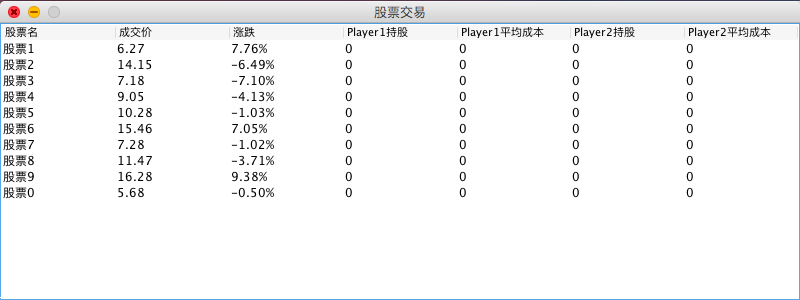 股票交易
股票名 成交价 涨跌 Player1持股 Player1平均成本 Player2持股 Player2平均成本
股票1 6.27 7.76% 0 0 0 0
股票2 14.15 -6.49% 0 0 0 0
股票3 7.18 -7.10% 0 0 0 0
股票4 9.05 -4.13% 0 0 0 0
股票5 10.28 -1.03% 0 0 0 0
股票6 15.46 7.05% 0 0 0 0
股票7 7.28 -1.02% 0 0 0 0
股票8 11.47 -3.71% 0 0 0 0
股票9 16.28 9.38% 0 0 0 0
股票0 5.68 -0.50% 0 0 0 0